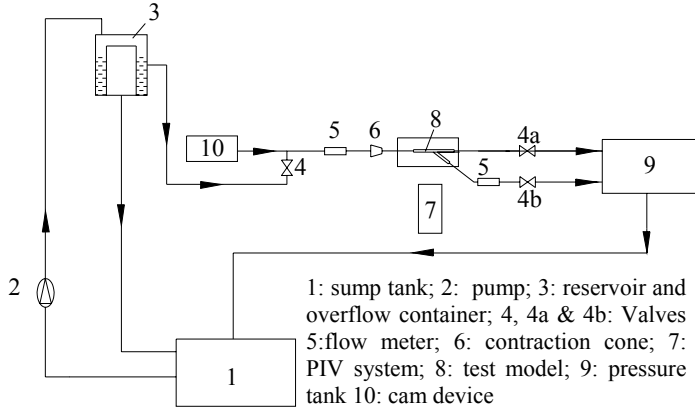 3
10
4
5
6
8
7
5
4a
4b
9
2
1
1: sump tank; 2: pump; 3: reservoir and
overflow container; 4, 4a & 4b: Valves
5:flow meter; 6: contraction cone; 7:
PIV system; 8: test model; 9: pressure
tank 10: cam device